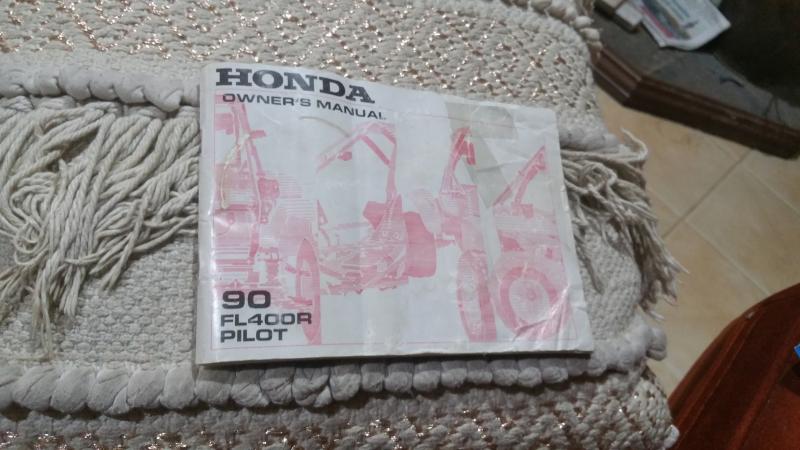 HONDA
OWNER'S MANUAL
90
FL400R
PILOT